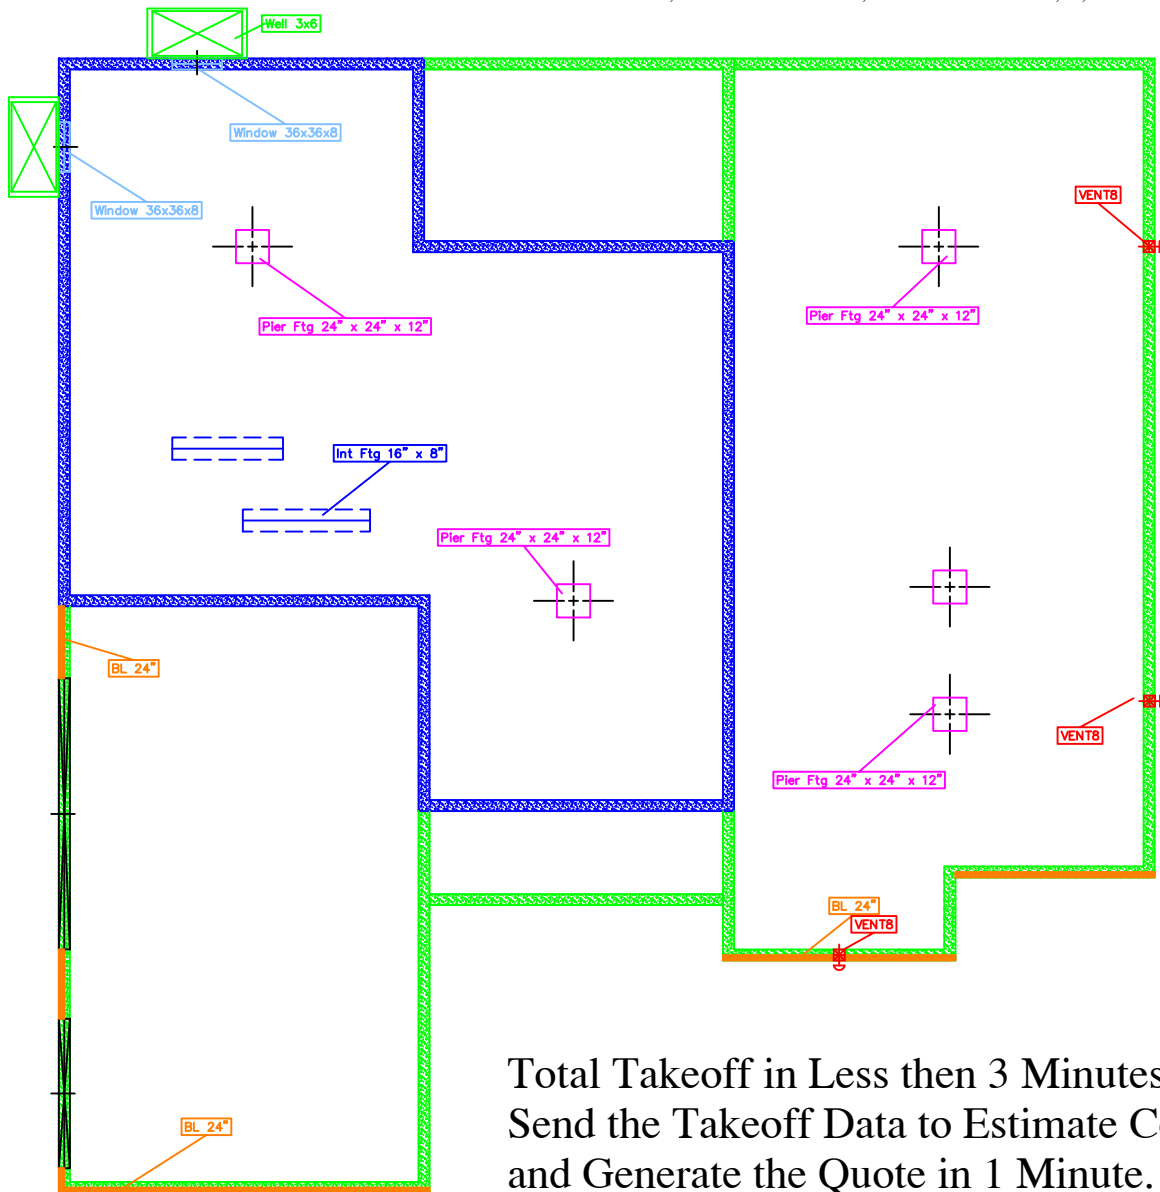 Well 3x6
Window 36x36x8
Window 36x36x8
VENT8
Pier Ftg 24" x 24" x 12"
Pier Ftg 24" x 24" x 12"
Int Ftg 16" x 8"
Pier Ftg 24" x 24" x 12"
BL 24"
VENT8
Pier Ftg 24" x 24" x 12"
BL 24"
VENT8
Total Takeoff in Less then 3 Minutes
Send the Takeoff Data to Estimate
BL 24"
and Generate the Quote in 1 Minute.